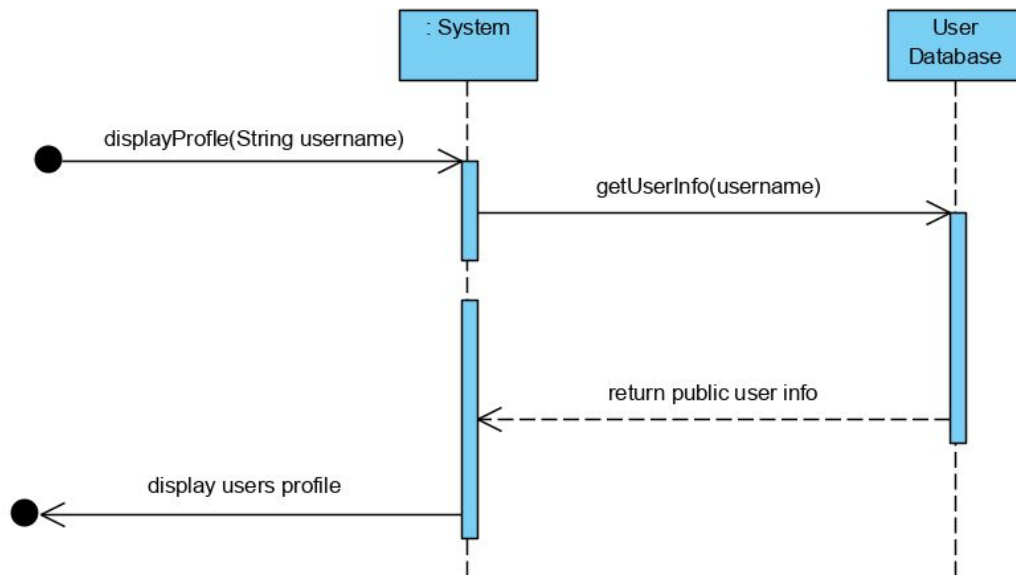 : System
User
Database
displayProfle(String username)
getUserInfo(username)
return public user info
display users profile